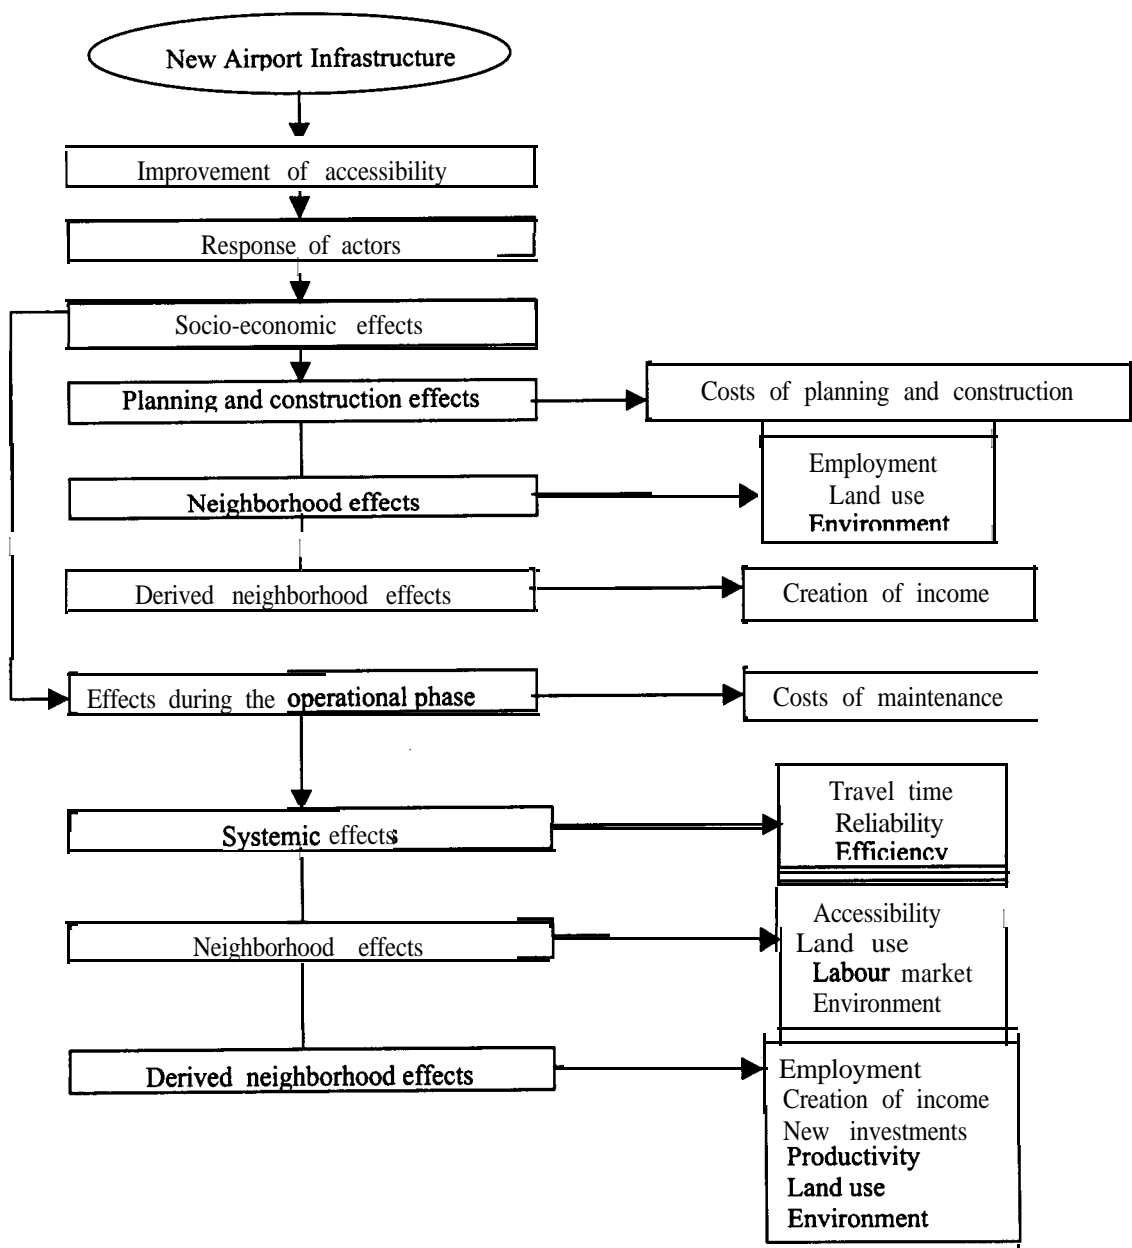 New Airport Infrastructure
Improvement of accessibility
Response of actors
Socio-economic effects
Planning and construction effects
Costs of planning and construction
Employment
Land use
Environment
Neighborhood effects
Derived neighborhood effects
Creation of income
Effects during the operational phase
Costs of maintenance
Systemic effects
Travel time
Reliability
Efficiency
Neighborhood effects
Accessibility
Land use
Labour market
Environment
Derived neighborhood effects
Employment
Creation of income
New investments
Productivity
Land use
Environment